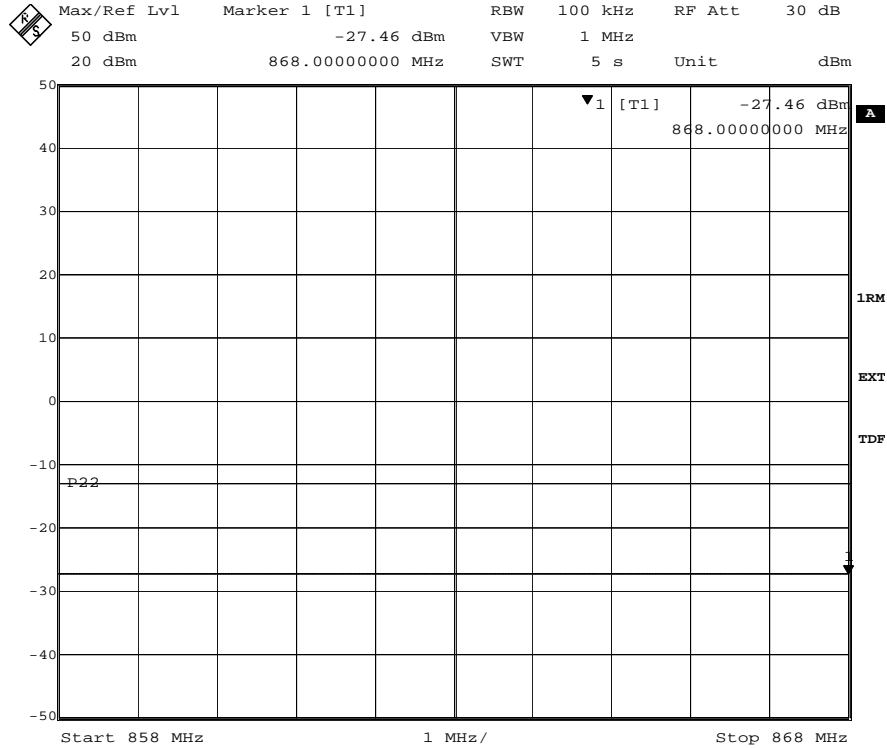 Max/Ref Lvl Marker 1 [T1] RBW 100 kHz RF Att 30 dB
50 dBm -27.46 dBm VBW 1 MHz
20 dBm 868.00000000 MHz SWT 5 s Unit dBm
R
S
50
1 [T1] -27.46 dBm
A
868.00000000 MHz
40
30
20
1RM
10
EXT
0
TDF
-10
P22
-20
1
-30
-40
-50
Start 858 MHz 1 MHz/ Stop 868 MHz